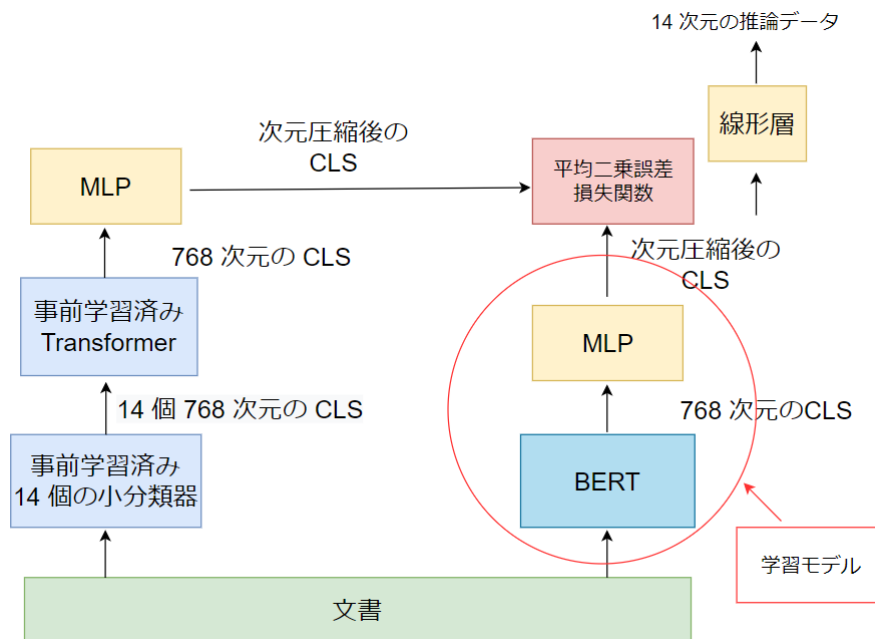 14 次元の推論データ
線形層
次元圧縮後の
CLS
平均二乗誤差
損失関数
MLP
768 次元の CLS
次元圧縮後の
CLS
事前学習済み
Transformer
MLP
14 個 768 次元の CLS
768 次元のCLS
事前学習済み
14 個の小分類器
BERT
学習モデル
文書